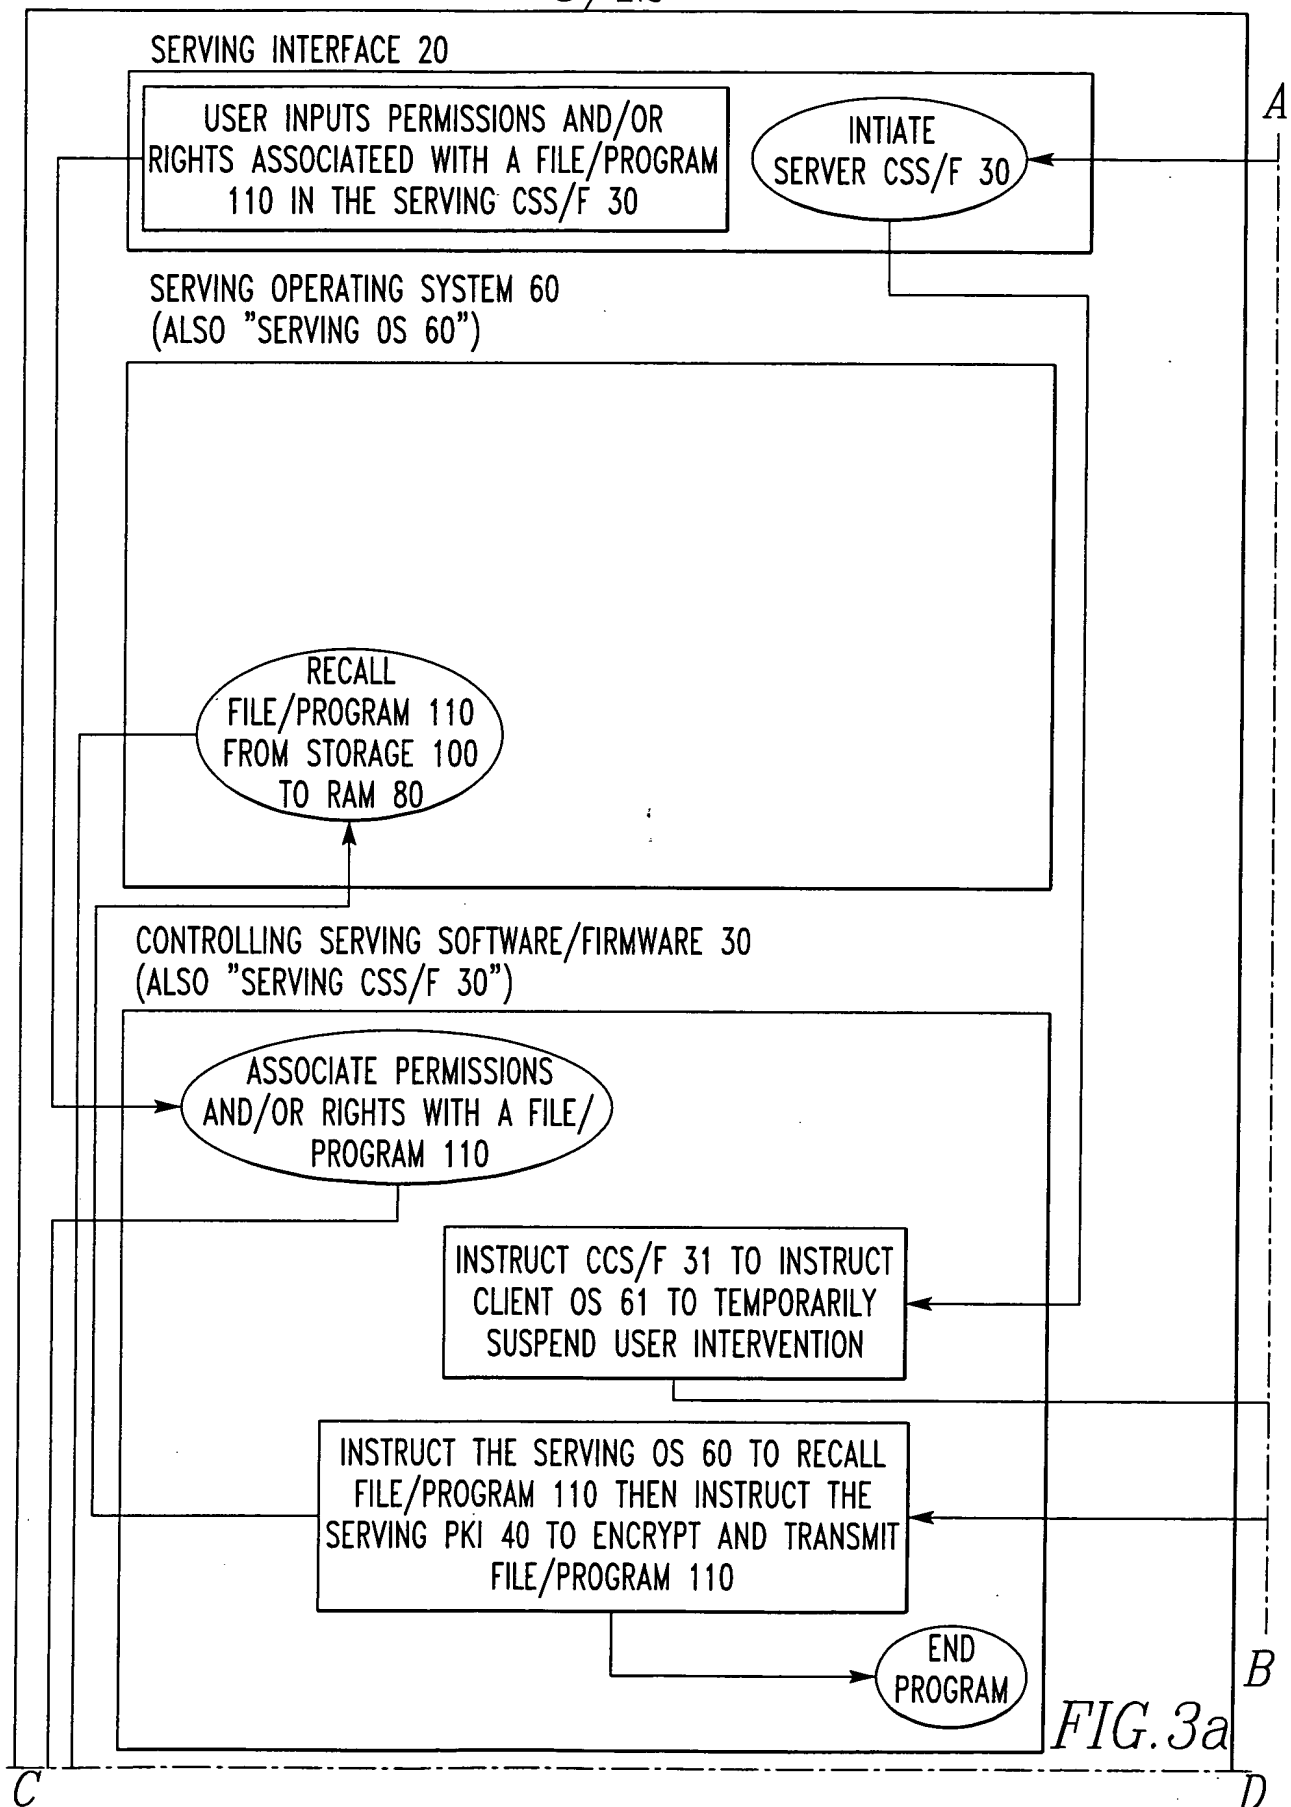 SERVING INTERFACE 20
USER INPUTS PERMISSIONS AND/OR
RIGHTS ASSOCIATEED WITH A FILE/PROGRAM
110 IN THE SERVING CSS/F 30
INTIATE
SERVER CSS/F 30
A
SERVING OPERATING SYSTEM 60
(ALSO "SERVING OS 60")
RECALL
FILE/PROGRAM 110
FROM STORAGE 100
TO RAM 80
CONTROLLING SERVING SOFTWARE/FIRMWARE 30
(ALSO "SERVING CSS/F 30")
ASSOCIATE PERMISSIONS
AND/OR RIGHTS WITH A FILE/
PROGRAM 110
INSTRUCT CCS/F 31 TO INSTRUCT
CLIENT OS 61 TO TEMPORARILY
SUSPEND USER INTERVENTION
INSTRUCT THE SERVING OS 60 TO RECALL
FILE/PROGRAM 110 THEN INSTRUCT THE
SERVING PKI 40 TO ENCRYPT AND TRANSMIT
FILE/PROGRAM 110
END
PROGRAM
B
FIG.3a
C
D